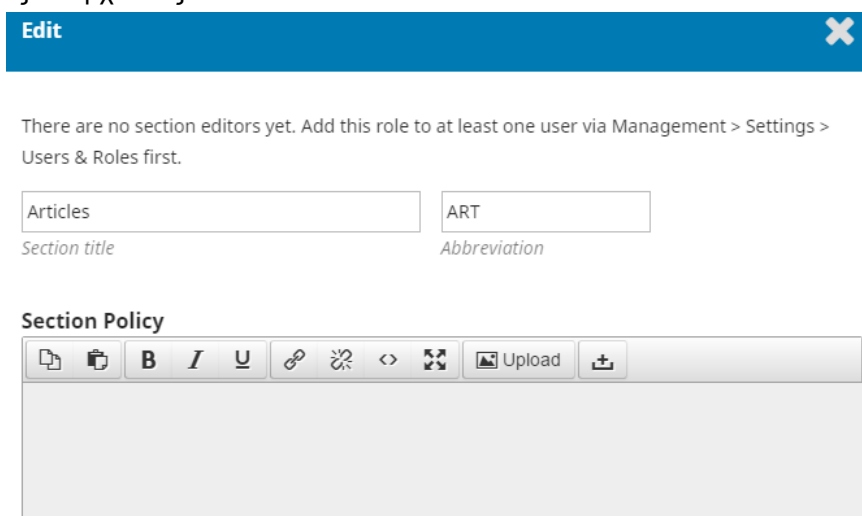 Edit
There are no section editors yet. Add this role to at least one user via Management > Settings >
Users & Roles first.
Articles
ART
Section title
Abbreviation
Section Policy
B I U <> Upload